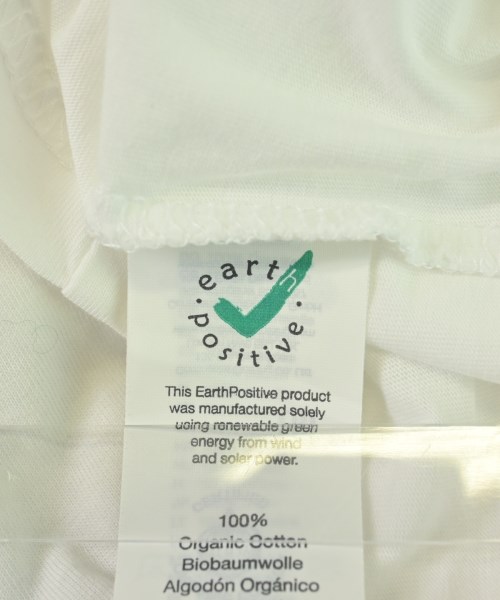 earth
positive
This EarthPositive product
was manufactured solely
using renewable green
energy from wind
and solar power.
100%
Organic Cotton
Biobaumwolle
Algodón Orgánico